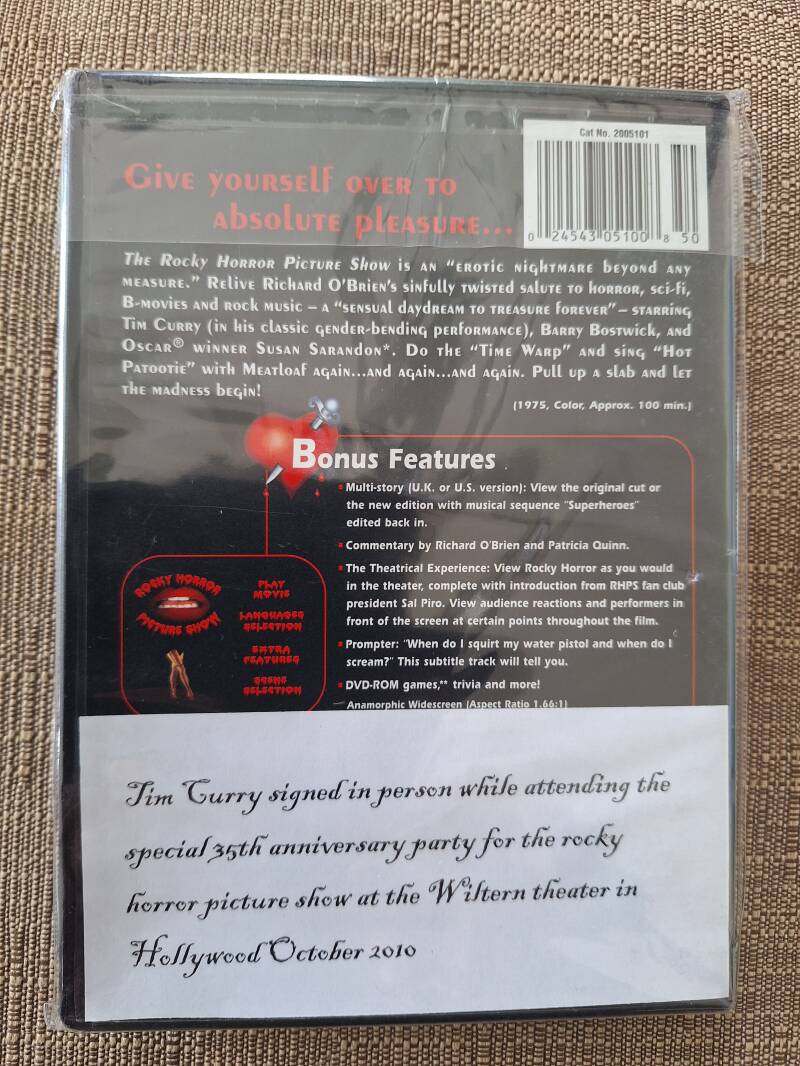 Cat No. 2005101
0 24543 05100 8 50
Give yourself over to
absolute pleasure...
The Rocky Horror Picture Show is an "erotic nightmare beyond any
measure." Relive Richard O'Brien's sinfully twisted salute to horror, sci-fi,
B-movies and rock music – a "sensual daydream to treasure forever" – starring
Tim Curry (in his classic gender-bending performance), Barry Bostwick, and
Oscar® winner Susan Sarandon*. Do the "Time Warp" and sing "Hot
Patootie" with Meatloaf again...and again...and again. Pull up a slab and let
the madness begin!
(1975, Color, Approx. 100 min.)
Bonus Features
Multi-story (U.K. or U.S. version): View the original cut or
the new edition with musical sequence "Superheroes"
edited back in.
Commentary by Richard O'Brien and Patricia Quinn.
The Theatrical Experience: View Rocky Horror as you would
in the theater, complete with introduction from RHPS fan club
president Sal Piro. View audience reactions and performers in
front of the screen at certain points throughout the film.
Prompter: "When do I squirt my water pistol and when do I
scream?" This subtitle track will tell you.
DVD-ROM games,** trivia and more!
Anamorphic Widescreen (Aspect Ratio 1.66:1)
ROCKY HORROR
PICTURE SHOW
PLAY
MOVIE
LANGUAGES
SELECTION
EXTRA
FEATURES
SCENE
SELECTION
Tim Curry signed in person while attending the
special 35th anniversary party for the rocky
horror picture show at the Wiltern theater in
Hollywood October 2010